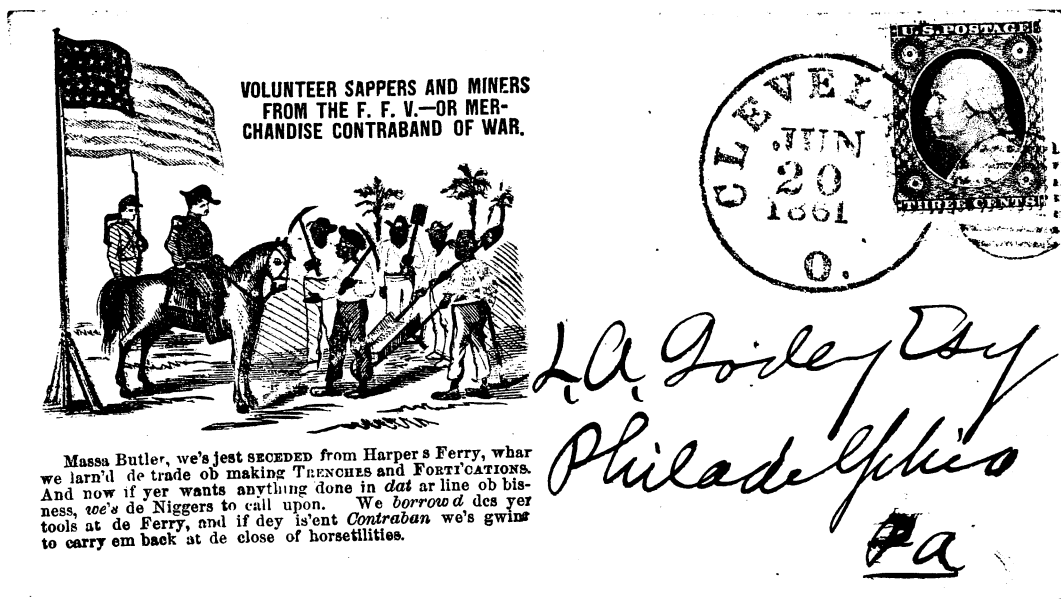 VOLUNTEER SAPPERS AND MINERS
FROM THE F. F. V.—OR MER-
CHANDISE CONTRABAND OF WAR.
U.S. POSTAGE
THREE CENTS
CLEVEL
JUN
20
1861
O.
L. A. Godey Esq
Philadelphia
Pa
Massa Butler, we's jest SECEDED from Harper s Ferry, whar
we larn'd de trade ob making TRENCHES and FORTI'CATIONS.
And now if yer wants anything done in dat ar line ob bis-
ness, we's de Niggers to call upon. We borrow d des yer
tools at de Ferry, and if dey is'ent Contraban we's gwine
to carry em back at de close of horsetilities.